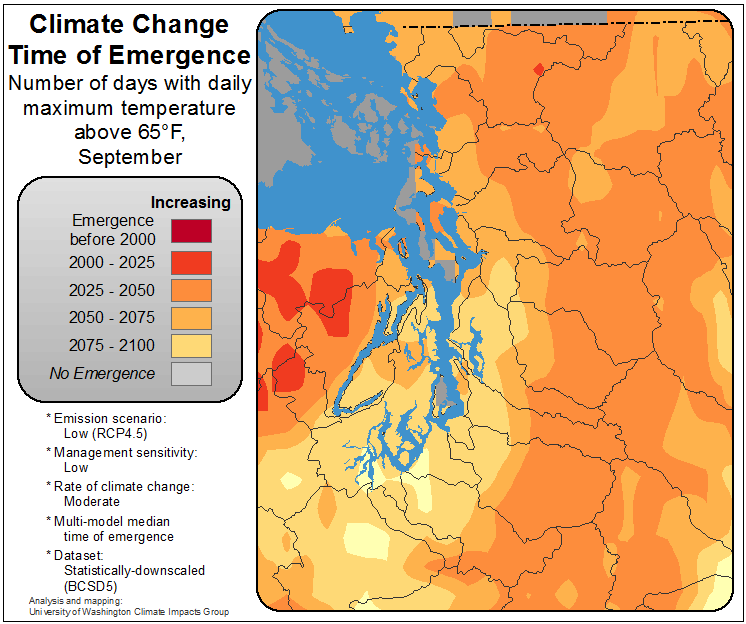 Climate Change
Time of Emergence
Number of days with daily
maximum temperature
above 65°F,
September
Increasing
Emergence
before 2000
2000 - 2025
2025 - 2050
2050 - 2075
2075 - 2100
No Emergence
* Emission scenario:
Low (RCP4.5)
* Management sensitivity:
Low
* Rate of climate change:
Moderate
* Multi-model median
time of emergence
* Dataset:
Statistically-downscaled
(BCSD5)
Analysis and mapping:
University of Washington Climate Impacts Group